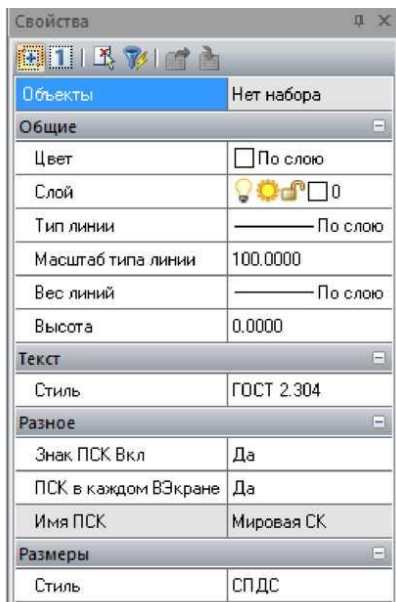 Свойства
1
Объекты Нет набора
Общие
Цвет По слою
Слой 0
Тип линии По слою
Масштаб типа линии 100.0000
Вес линий По слою
Высота 0.0000
Текст
Стиль ГОСТ 2.304
Разное
Знак ПСК Вкл Да
ПСК в каждом ВЭкране Да
Имя ПСК Мировая СК
Размеры
Стиль СПДС